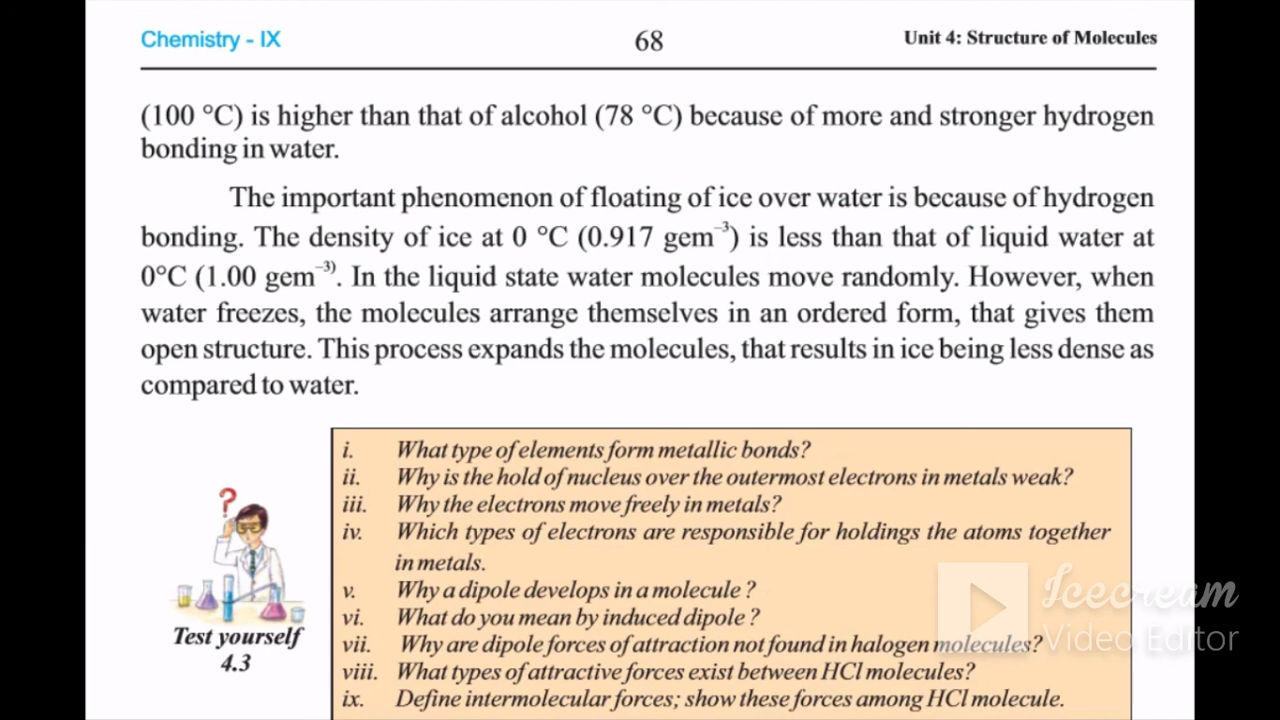 Chemistry - IX 68 Unit 4: Structure of Molecules
(100 °C) is higher than that of alcohol (78 °C) because of more and stronger hydrogen
bonding in water.
The important phenomenon of floating of ice over water is because of hydrogen
bonding. The density of ice at 0 °C (0.917 gcm⁻³) is less than that of liquid water at
0°C (1.00 gcm⁻³⁾. In the liquid state water molecules move randomly. However, when
water freezes, the molecules arrange themselves in an ordered form, that gives them
open structure. This process expands the molecules, that results in ice being less dense as
compared to water.
?
Test yourself
4.3
i. What type of elements form metallic bonds?
ii. Why is the hold of nucleus over the outermost electrons in metals weak?
iii. Why the electrons move freely in metals?
iv. Which types of electrons are responsible for holdings the atoms together
in metals.
v. Why a dipole develops in a molecule ?
vi. What do you mean by induced dipole ?
vii. Why are dipole forces of attraction not found in halogen molecules?
viii. What types of attractive forces exist between HCl molecules?
ix. Define intermolecular forces; show these forces among HCl molecule.
Icecream
Video Editor